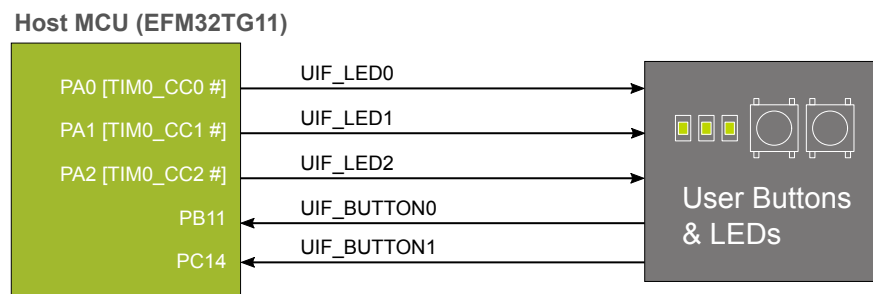 Host MCU (EFM32TG11)
PA0 [TIM0_CC0 #]
UIF_LED0
PA1 [TIM0_CC1 #]
UIF_LED1
PA2 [TIM0_CC2 #]
UIF_LED2
PB11
UIF_BUTTON0
PC14
UIF_BUTTON1
User Buttons
& LEDs